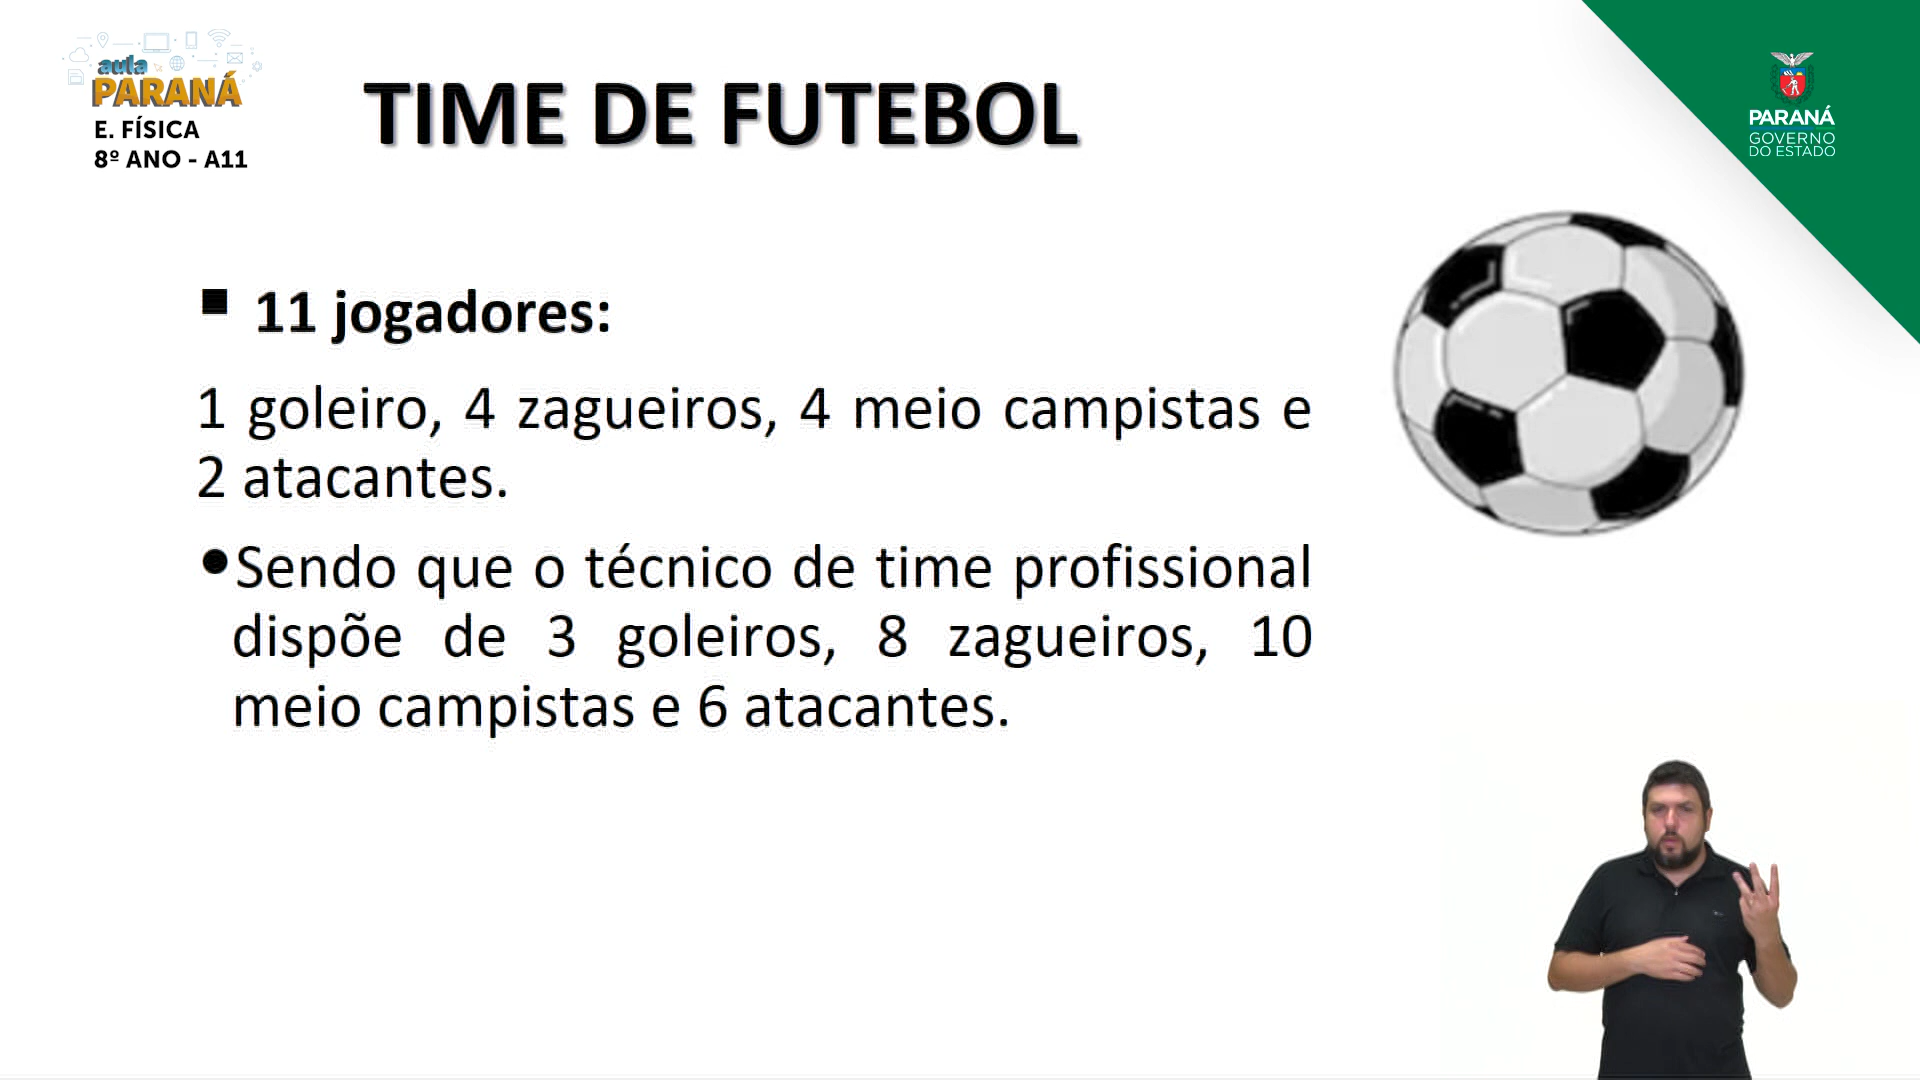 aula
PARANÁ
E. FÍSICA
8º ANO - A11
TIME DE FUTEBOL
PARANÁ
GOVERNO
DO ESTADO
11 jogadores:
1 goleiro, 4 zagueiros, 4 meio campistas e
2 atacantes.
•Sendo que o técnico de time profissional
dispõe de 3 goleiros, 8 zagueiros, 10
meio campistas e 6 atacantes.